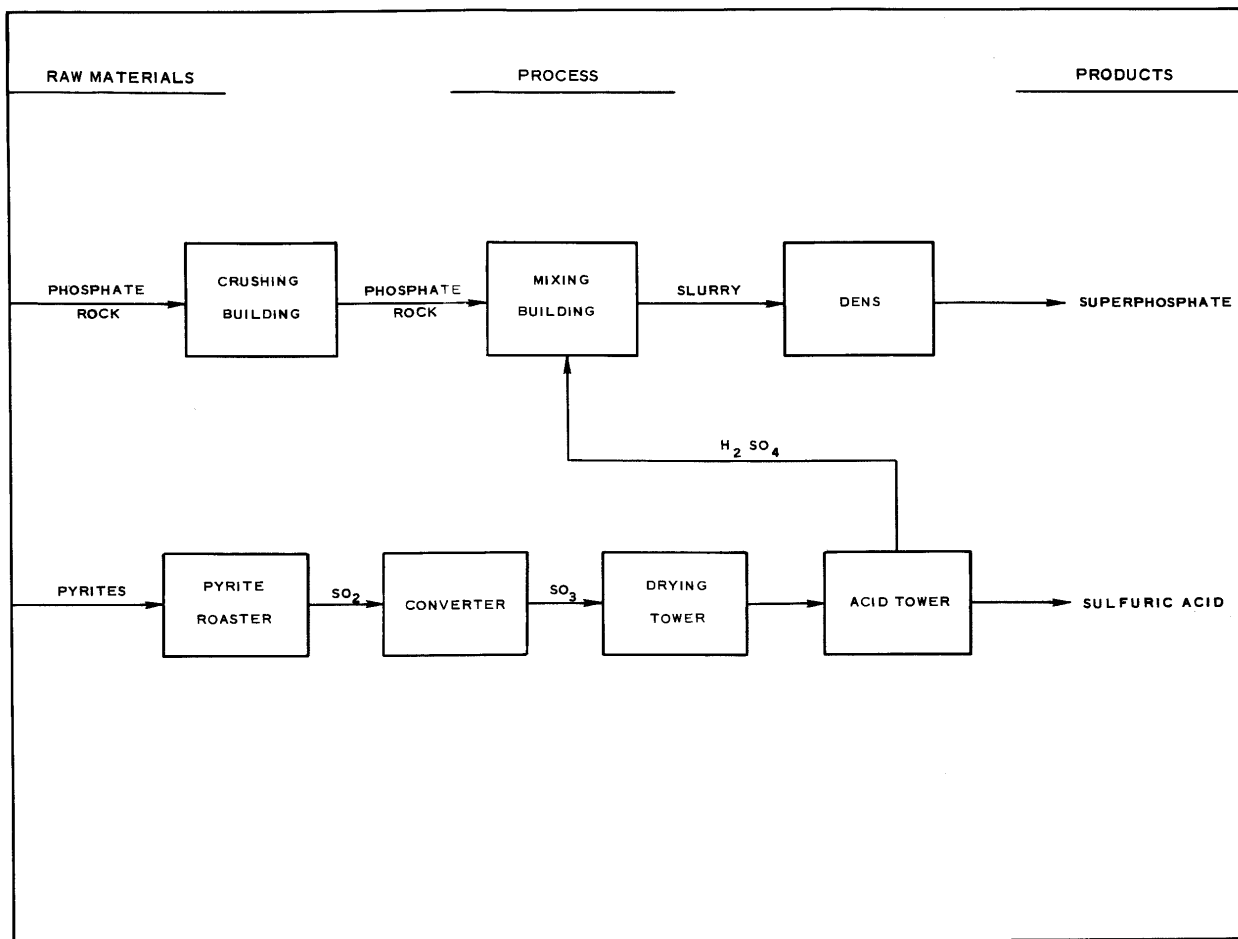 RAW MATERIALS
PROCESS
PRODUCTS
PHOSPHATE
ROCK
CRUSHING
BUILDING
PHOSPHATE
ROCK
MIXING
BUILDING
SLURRY
DENS
SUPERPHOSPHATE
H₂ SO₄
PYRITES
PYRITE
ROASTER
SO₂
CONVERTER
SO₃
DRYING
TOWER
ACID TOWER
SULFURIC ACID